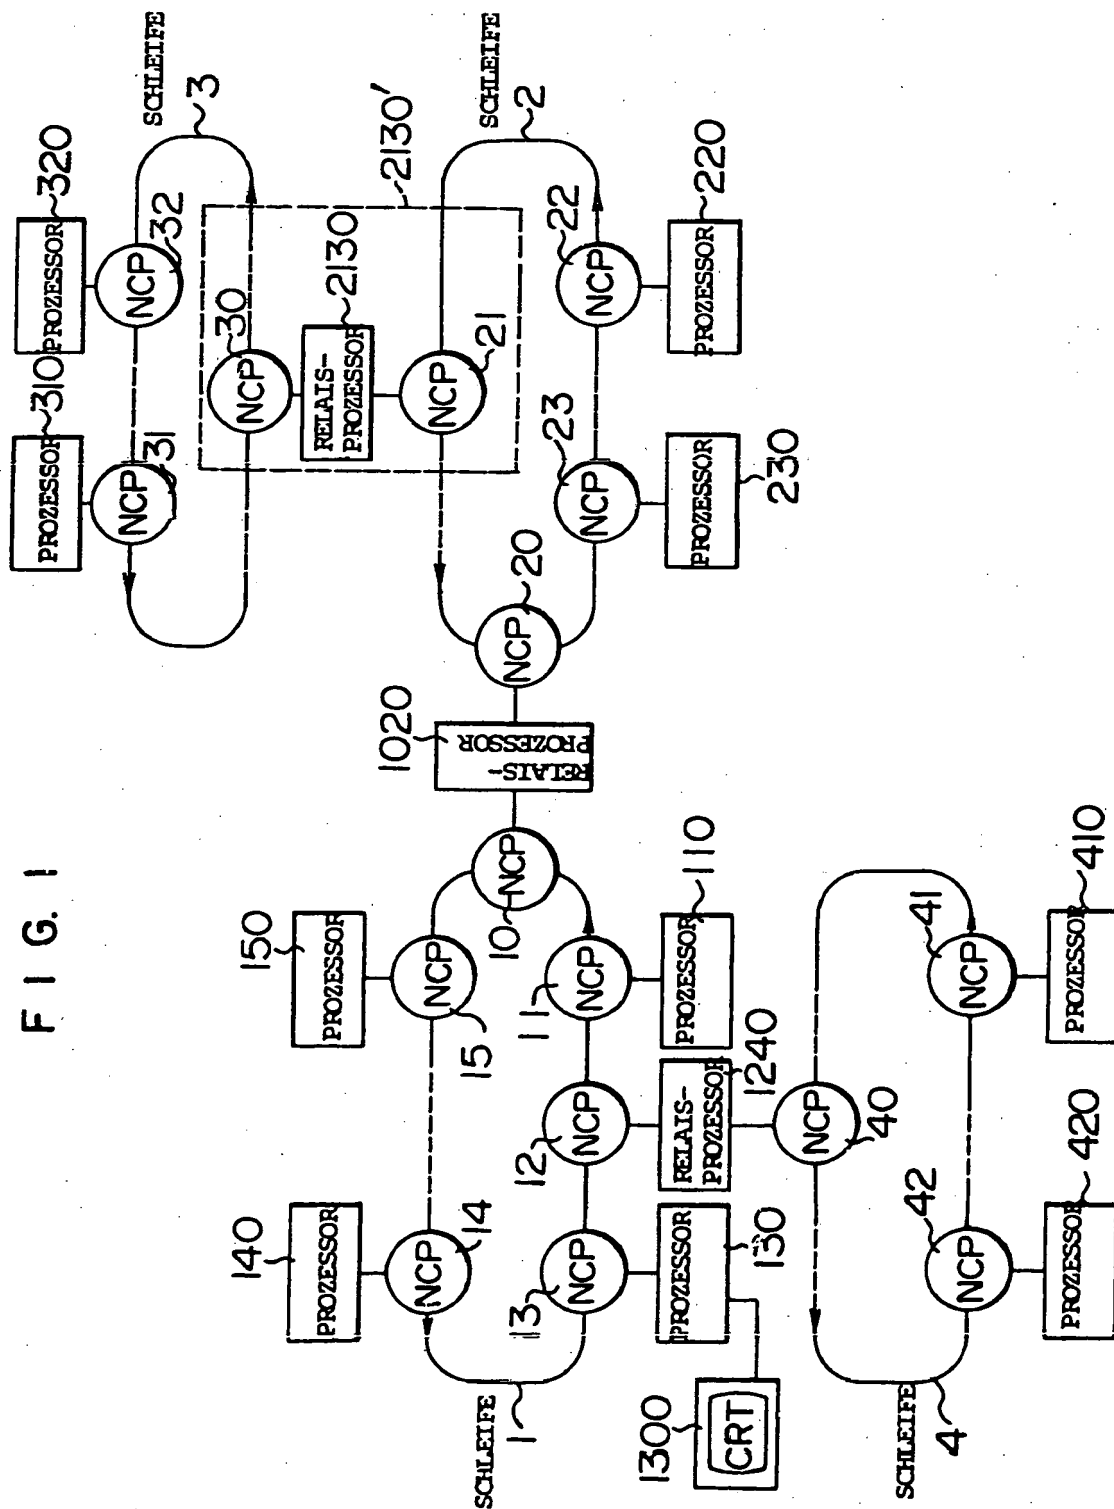 FIG. 1
SCHLEIFE
3
320
PROZESSOR
310
PROZESSOR
NCP
32
NCP
31
2130'
NCP
30
RELAIS-
PROZESSOR
2130
NCP
21
SCHLEIFE
2
NCP
22
PROZESSOR
220
NCP
23
PROZESSOR
230
NCP
20
1020
RELAIS-
PROZESSOR
NCP
10
150
PROZESSOR
NCP
15
140
PROZESSOR
NCP
14
NCP
11
PROZESSOR
110
NCP
12
RELAIS-
PROZESSOR
1240
NCP
13
PROZESSOR
130
SCHLEIFE
1
1300
CRT
NCP
40
NCP
41
PROZESSOR
410
NCP
42
PROZESSOR
420
SCHLEIFE
4